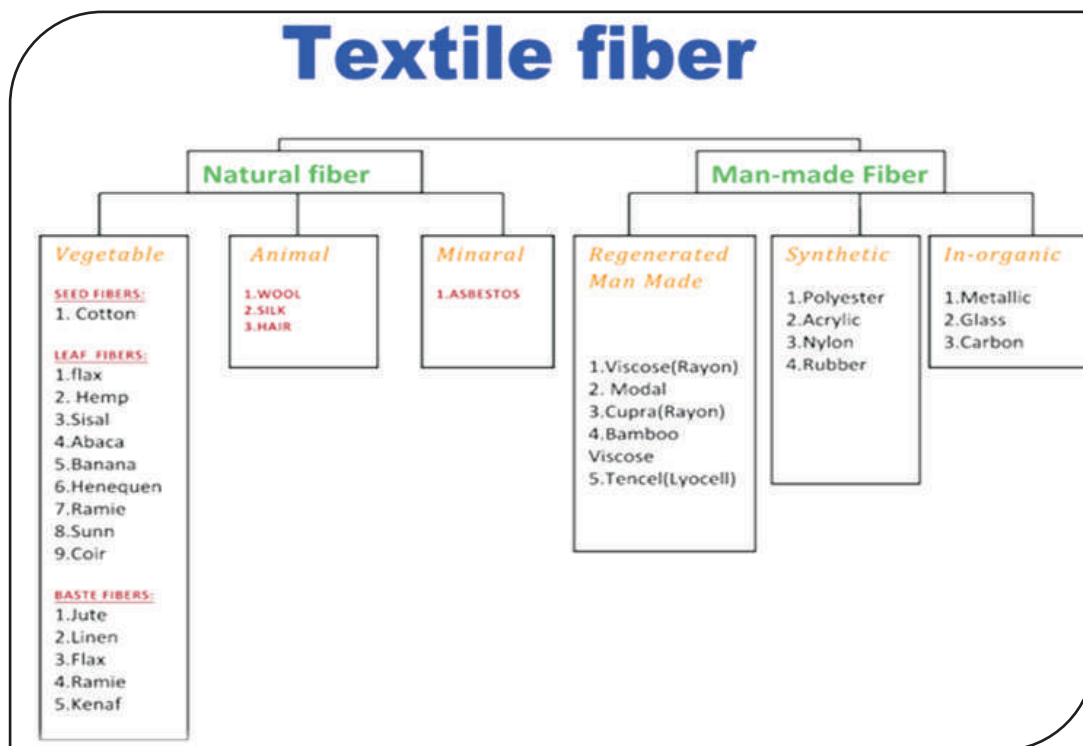 Textile fiber
Natural fiber
Man-made Fiber
Vegetable
SEED FIBERS:
1. Cotton
LEAF FIBERS:
1.flax
2. Hemp
3.Sisal
4.Abaca
5.Banana
6.Henequen
7.Ramie
8.Sunn
9.Coir
BASTE FIBERS:
1.Jute
2.Linen
3.Flax
4.Ramie
5.Kenaf
Animal
1.WOOL
2.SILK
3.HAIR
Minaral
1.ASBESTOS
Regenerated
Man Made
1.Viscose(Rayon)
2. Modal
3.Cupra(Rayon)
4.Bamboo
Viscose
5.Tencel(Lyocell)
Synthetic
1.Polyester
2.Acrylic
3.Nylon
4.Rubber
In-organic
1.Metallic
2.Glass
3.Carbon